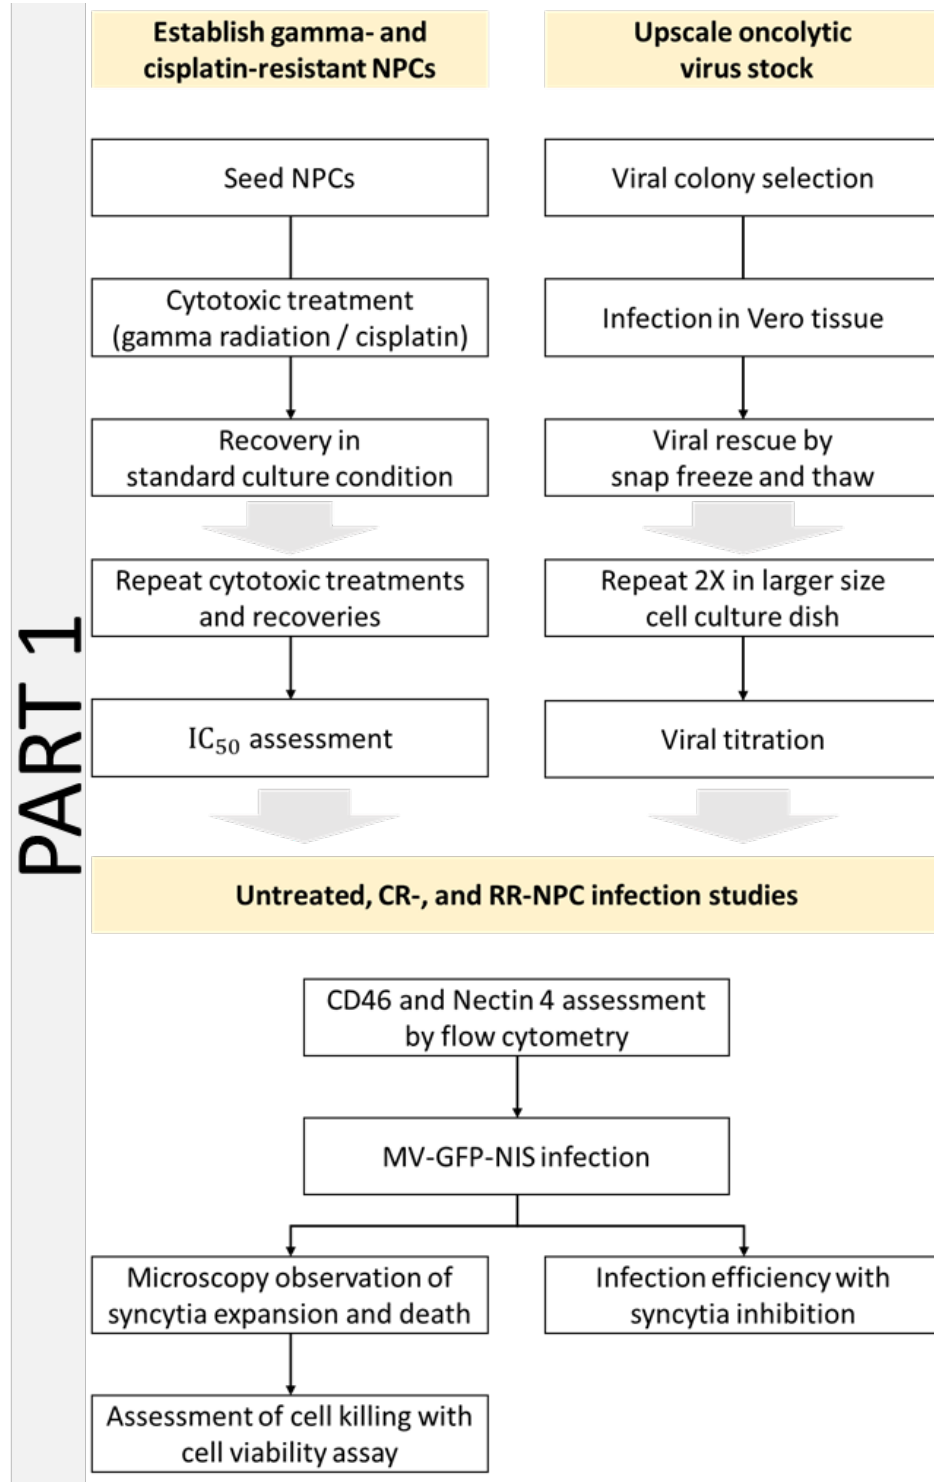 PART 1
Establish gamma- and
cisplatin-resistant NPCs
Seed NPCs
Cytotoxic treatment
(gamma radiation / cisplatin)
Recovery in
standard culture condition
Repeat cytotoxic treatments
and recoveries
IC₅₀ assessment
Upscale oncolytic
virus stock
Viral colony selection
Infection in Vero tissue
Viral rescue by
snap freeze and thaw
Repeat 2X in larger size
cell culture dish
Viral titration
Untreated, CR-, and RR-NPC infection studies
CD46 and Nectin 4 assessment
by flow cytometry
MV-GFP-NIS infection
Microscopy observation of
syncytia expansion and death
Assessment of cell killing with
cell viability assay
Infection efficiency with
syncytia inhibition